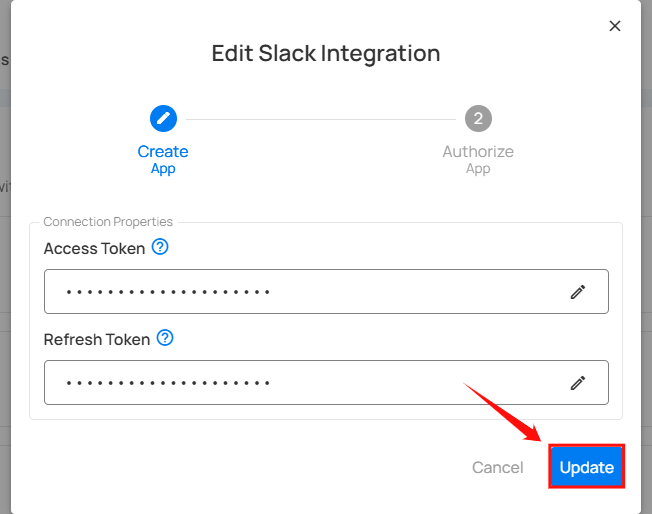 Edit Slack Integration
2
Create
App
Authorize
App
Connection Properties
Access Token ?
••••••••••••••••••••
Refresh Token ?
••••••••••••••••••••
Cancel
Update